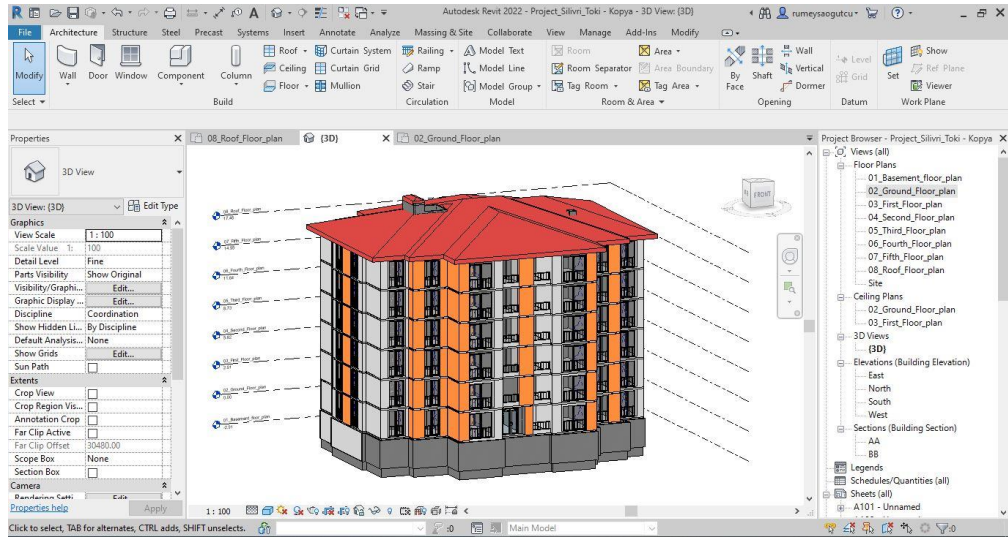 Autodesk Revit 2022 - Project_Silivri_Toki - Kopya - 3D View: {3D}
rumeysaogutcu
File Architecture Structure Steel Precast Systems Insert Annotate Analyze Massing & Site Collaborate View Manage Add-Ins Modify
Modify Wall Door Window Component Column
Roof Curtain System Railing Model Text Room Area Wall Show
Ceiling Curtain Grid Ramp Model Line Room Separator Area Boundary By Face Shaft Vertical Level Set Ref Plane
Floor Mullion Stair Model Group Tag Room Tag Area Dormer Grid Viewer
Select Build Circulation Model Room & Area Opening Datum Work Plane
Properties
3D View
3D View: {3D} Edit Type
Graphics
View Scale 1 : 100
Scale Value 1: 100
Detail Level Fine
Parts Visibility Show Original
Visibility/Graphi... Edit...
Graphic Display ... Edit...
Discipline Coordination
Show Hidden Li... By Discipline
Default Analysis... None
Show Grids Edit...
Sun Path
Extents
Crop View
Crop Region Vis...
Annotation Crop
Far Clip Active
Far Clip Offset 30480.00
Scope Box None
Section Box
Camera
Rendering Setti... Edit...
Properties help Apply
08_Roof_Floor_plan {3D} 02_Ground_Floor_plan
FRONT
1 : 100
Project Browser - Project_Silivri_Toki - Kopya
Views (all)
Floor Plans
01_Basement_floor_plan
02_Ground_Floor_plan
03_First_Floor_plan
04_Second_Floor_plan
05_Third_Floor_plan
06_Fourth_Floor_plan
07_Fifth_Floor_plan
08_Roof_Floor_plan
Site
Ceiling Plans
02_Ground_Floor_plan
03_First_Floor_plan
3D Views
{3D}
Elevations (Building Elevation)
East
North
South
West
Sections (Building Section)
AA
BB
Legends
Schedules/Quantities (all)
Sheets (all)
A101 - Unnamed
Click to select, TAB for alternates, CTRL adds, SHIFT unselects. :0 Main Model :0